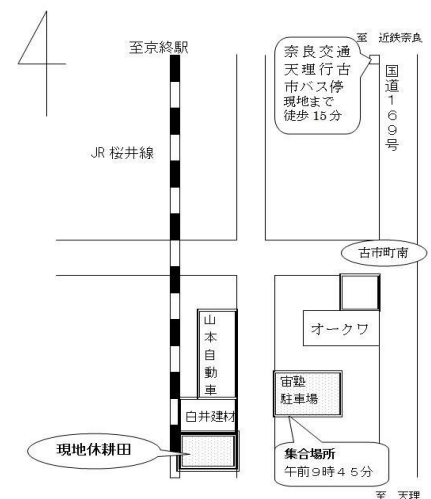 至 近鉄奈良
至京終駅
奈良交通
天理行古
市バス停
現地まで
徒歩15分
国道169号
JR 桜井線
古市町南
山本自動車
オークワ
宙塾
駐車場
白井建材
現地休耕田
集合場所
午前9時45分
至 天理